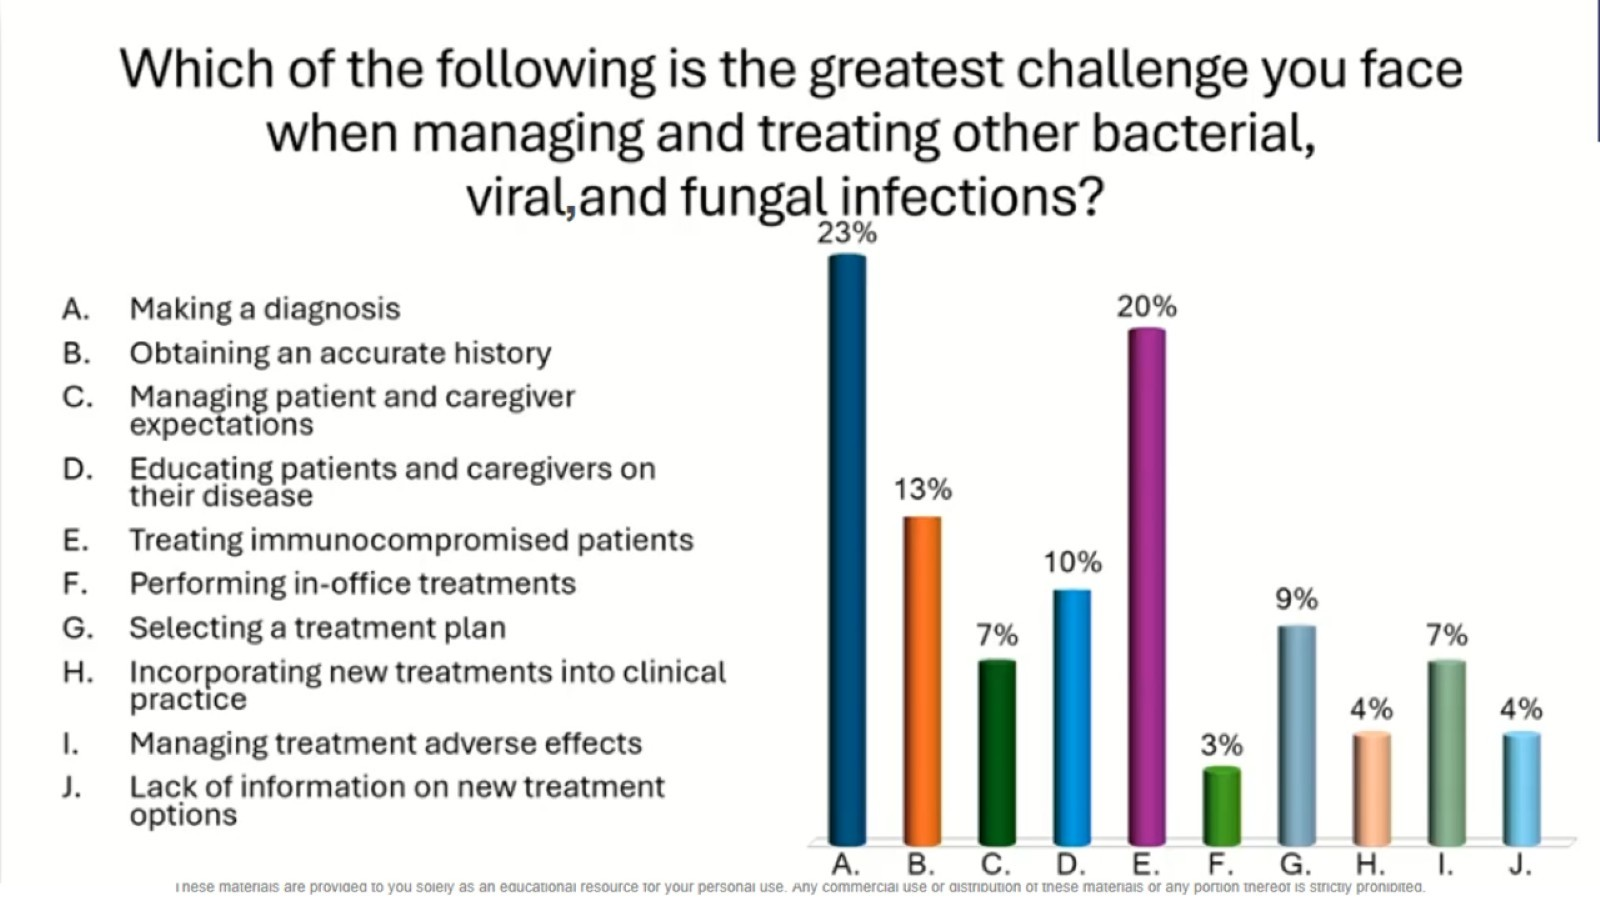 Which of the following is the greatest challenge you face
when managing and treating other bacterial,
viral,and fungal infections?
A. Making a diagnosis
B. Obtaining an accurate history
C. Managing patient and caregiver
expectations
D. Educating patients and caregivers on
their disease
E. Treating immunocompromised patients
F. Performing in-office treatments
G. Selecting a treatment plan
H. Incorporating new treatments into clinical
practice
I. Managing treatment adverse effects
J. Lack of information on new treatment
options
23%
13%
7%
10%
20%
3%
9%
4%
7%
4%
A. B. C. D. E. F. G. H. I. J.
These materials are provided to you solely as an educational resource for your personal use. Any commercial use or distribution of these materials or any portion thereof is strictly prohibited.